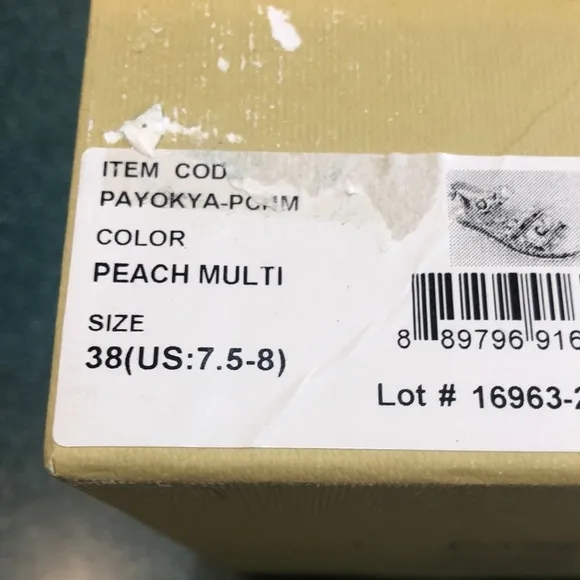 ITEM COD
PAYOKYA-PCHM
COLOR
PEACH MULTI
SIZE
38(US:7.5-8)
8 89796 916
Lot # 16963-2